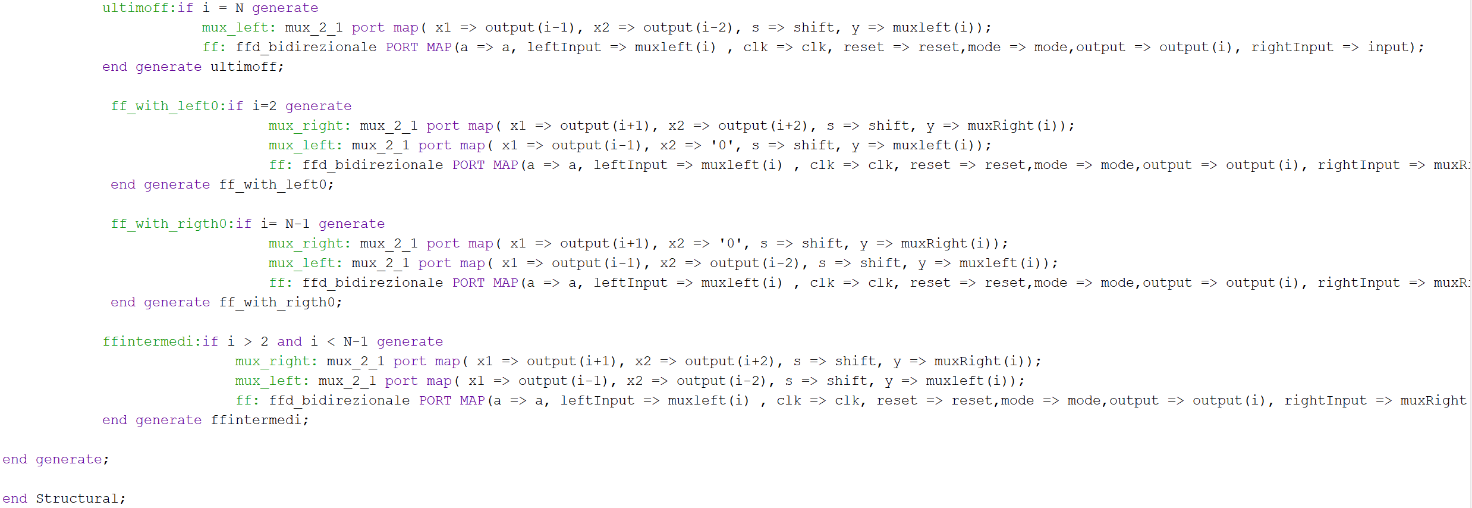 ultimoff:if i = N generate
mux_left: mux_2_1 port map( x1 => output(i-1), x2 => output(i-2), s => shift, y => muxleft(i));
ff: ffd_bidirezionale PORT MAP(a => a, leftInput => muxleft(i) , clk => clk, reset => reset,mode => mode,output => output(i), rightInput => input);
end generate ultimoff;
ff_with_left0:if i=2 generate
mux_right: mux_2_1 port map( x1 => output(i+1), x2 => output(i+2), s => shift, y => muxRight(i));
mux_left: mux_2_1 port map( x1 => output(i-1), x2 => '0', s => shift, y => muxleft(i));
ff: ffd_bidirezionale PORT MAP(a => a, leftInput => muxleft(i) , clk => clk, reset => reset,mode => mode,output => output(i), rightInput => muxR
end generate ff_with_left0;
ff_with_rigth0:if i= N-1 generate
mux_right: mux_2_1 port map( x1 => output(i+1), x2 => '0', s => shift, y => muxRight(i));
mux_left: mux_2_1 port map( x1 => output(i-1), x2 => output(i-2), s => shift, y => muxleft(i));
ff: ffd_bidirezionale PORT MAP(a => a, leftInput => muxleft(i) , clk => clk, reset => reset,mode => mode,output => output(i), rightInput => muxR
end generate ff_with_rigth0;
ffintermedi:if i > 2 and i < N-1 generate
mux_right: mux_2_1 port map( x1 => output(i+1), x2 => output(i+2), s => shift, y => muxRight(i));
mux_left: mux_2_1 port map( x1 => output(i-1), x2 => output(i-2), s => shift, y => muxleft(i));
ff: ffd_bidirezionale PORT MAP(a => a, leftInput => muxleft(i) , clk => clk, reset => reset,mode => mode,output => output(i), rightInput => muxRight
end generate ffintermedi;
end generate;
end Structural;